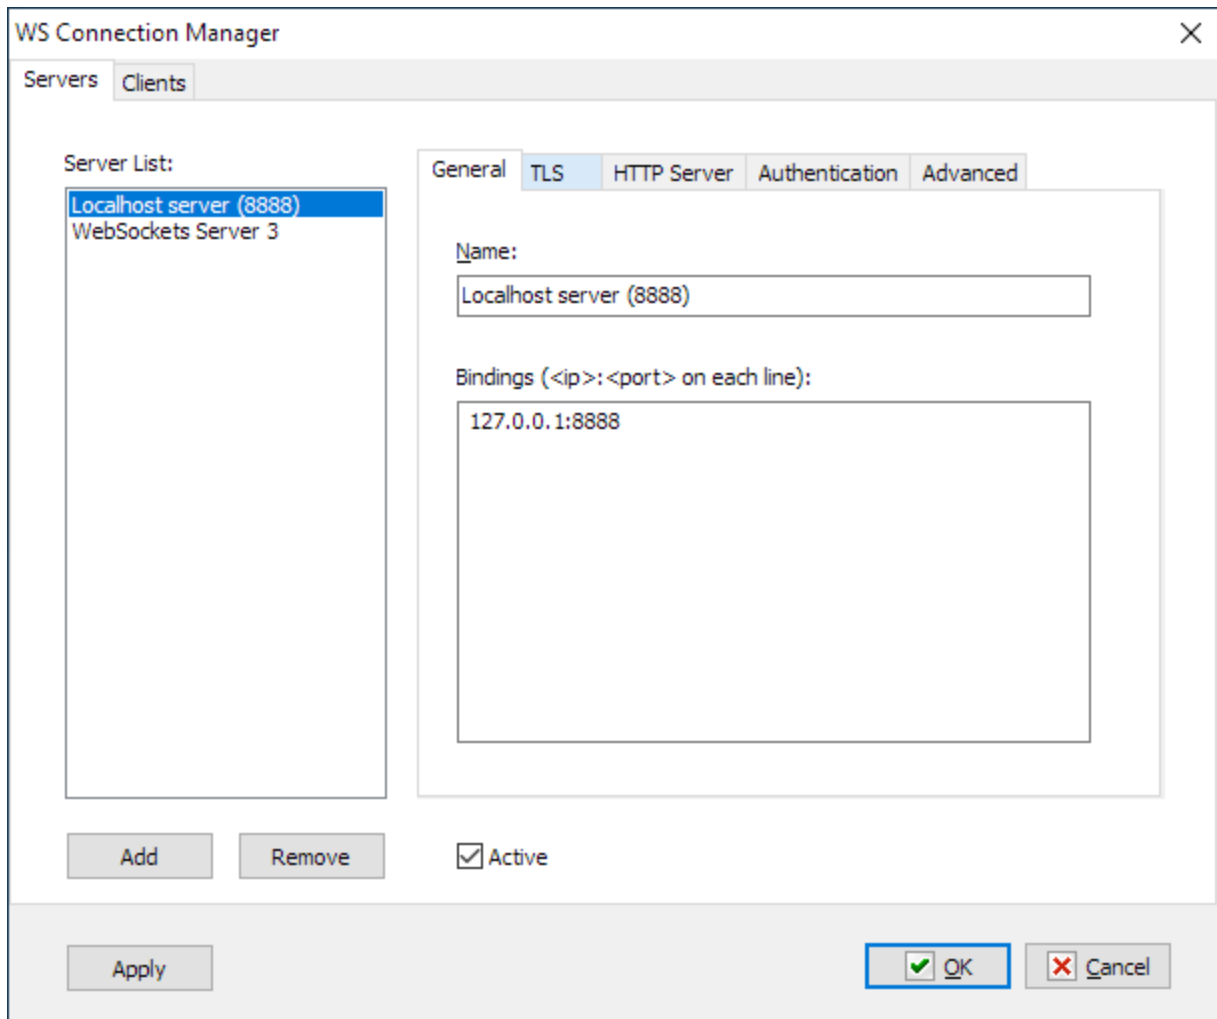 WS Connection Manager
Servers
Clients
Server List:
Localhost server (8888)
WebSockets Server 3
General
TLS
HTTP Server
Authentication
Advanced
Name:
Localhost server (8888)
Bindings (<ip>:<port> on each line):
127.0.0.1:8888
Add
Remove
Active
Apply
OK
Cancel